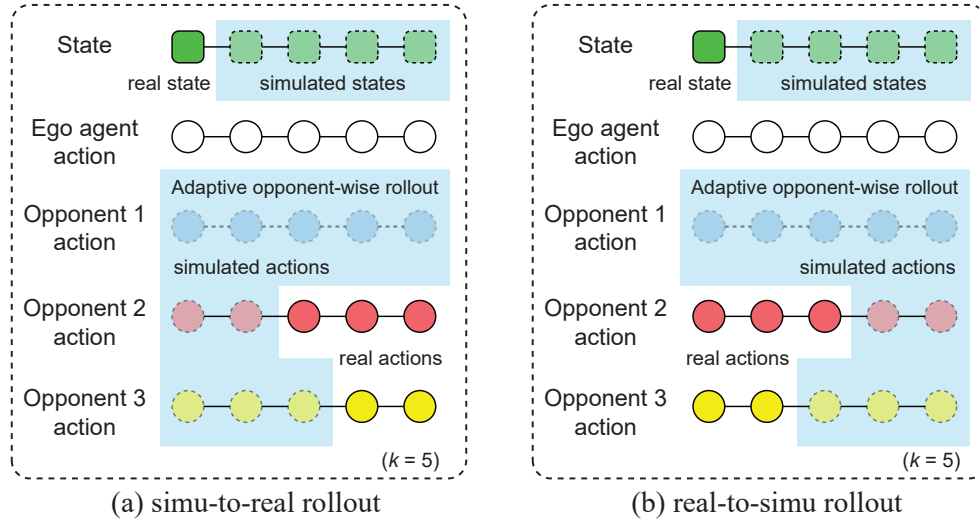 State
real state
simulated states
Ego agent
action
Adaptive opponent-wise rollout
Opponent 1
action
simulated actions
Opponent 2
action
real actions
Opponent 3
action
(k = 5)
(a) simu-to-real rollout
State
real state
simulated states
Ego agent
action
Adaptive opponent-wise rollout
Opponent 1
action
simulated actions
Opponent 2
action
real actions
Opponent 3
action
(k = 5)
(b) real-to-simu rollout